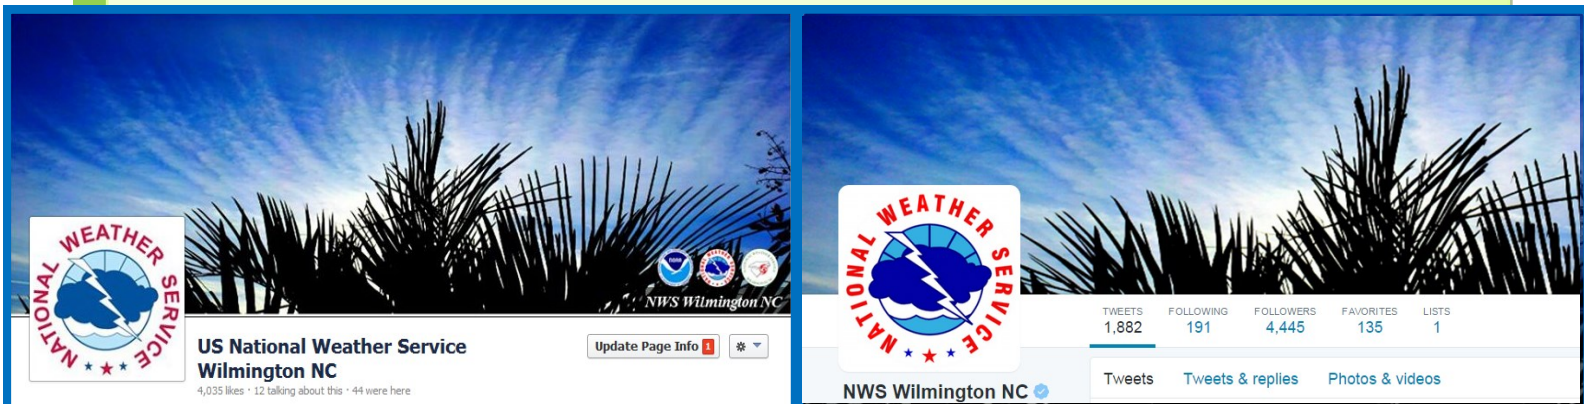 NATIONAL WEATHER SERVICE
NOAA
NWS Wilmington NC
US National Weather Service
Wilmington NC
4,035 likes · 12 talking about this · 44 were here
Update Page Info 1
NATIONAL WEATHER SERVICE
TWEETS FOLLOWING FOLLOWERS FAVORITES LISTS
1,882 191 4,445 135 1
Tweets Tweets & replies Photos & videos
NWS Wilmington NC